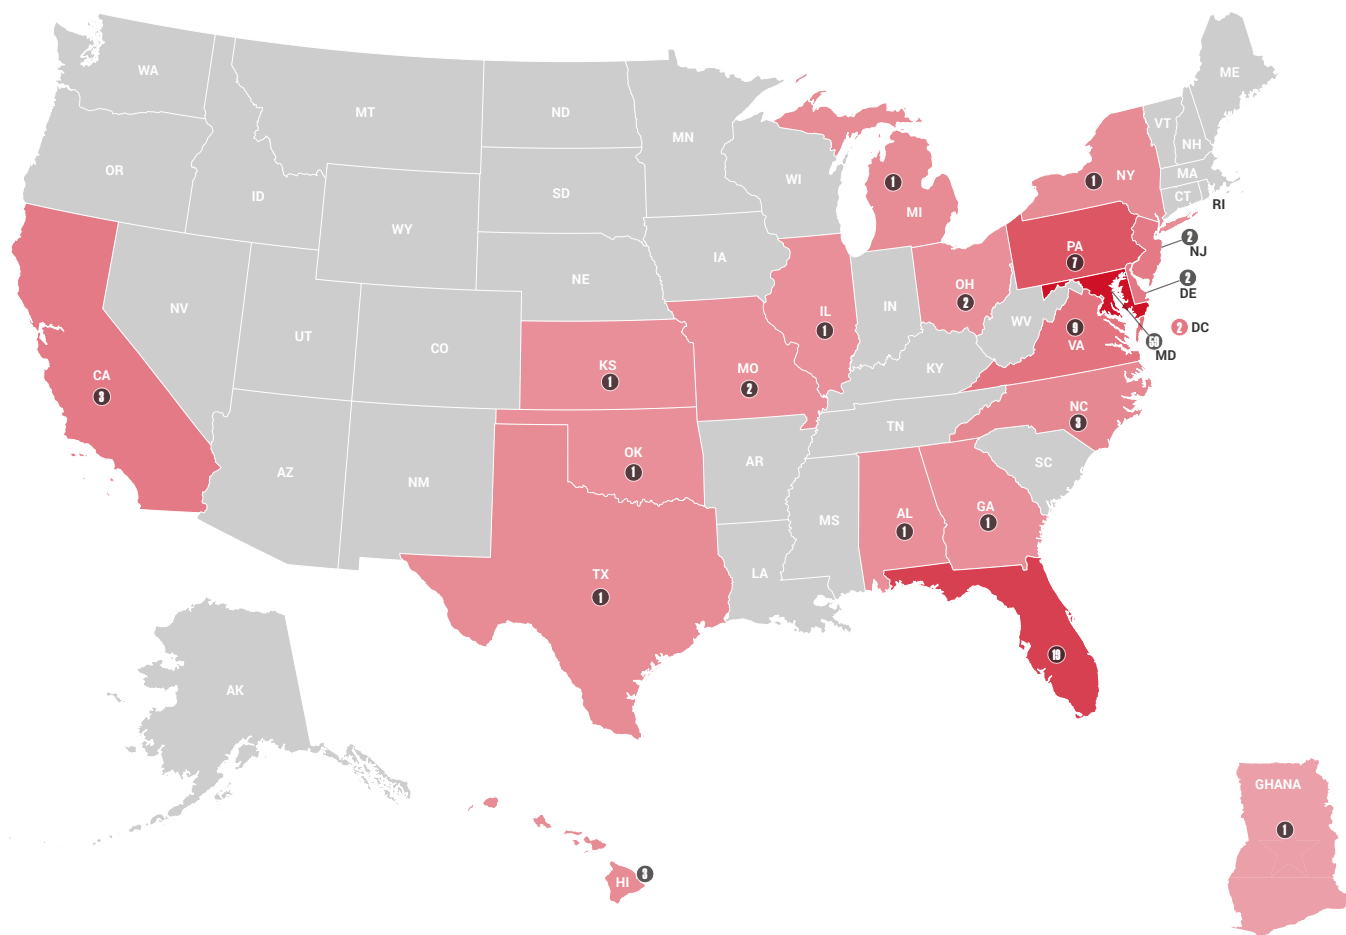 WA
MT
ND
MN
ME
VT
NH
OR
ID
SD
WI
1
MI
1
NY
MA
CT
RI
WY
IA
PA
7
2
NJ
NE
NV
UT
CO
IN
OH
2
2
DE
IL
1
WV
9
VA
2 DC
MD
CA
3
KS
1
MO
2
KY
NC
3
TN
AZ
NM
OK
1
AR
SC
MS
AL
1
GA
1
TX
1
LA
19
AK
HI
3
GHANA
1